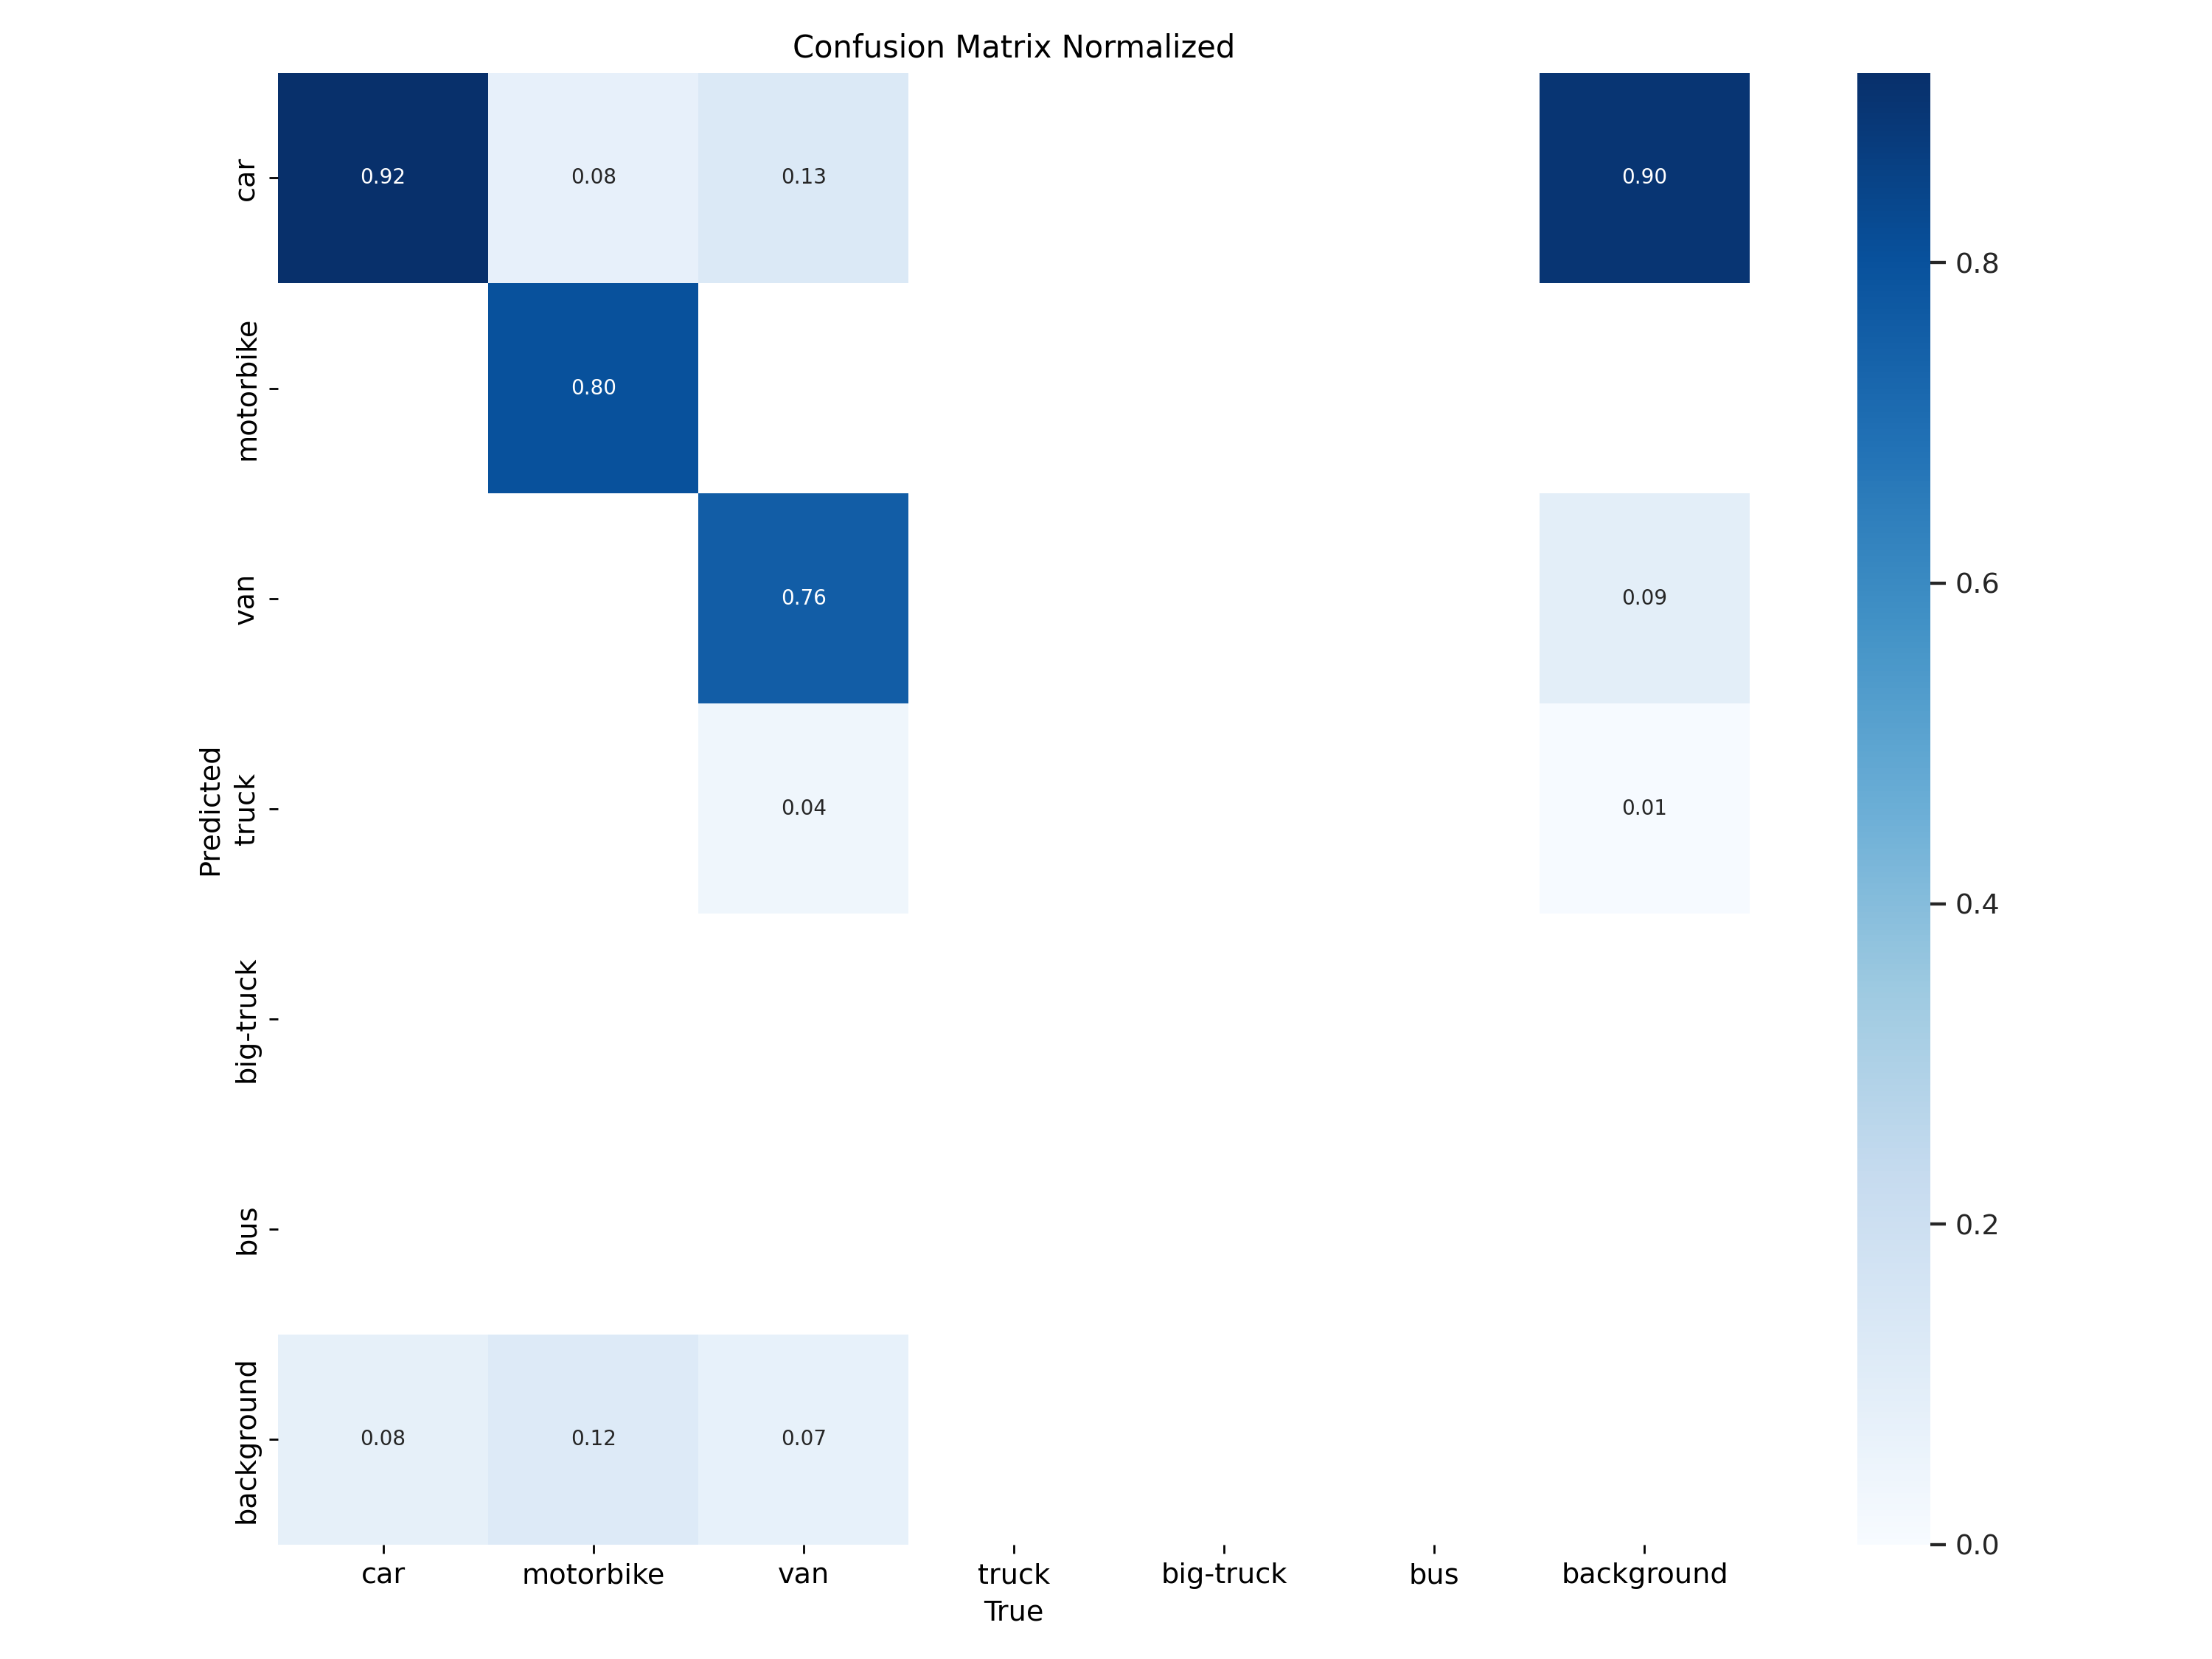 Confusion Matrix Normalized
Predicted
car
0.92
0.08
0.13
0.90
motorbike
0.80
van
0.76
0.09
truck
0.04
0.01
big-truck
bus
background
0.08
0.12
0.07
car
motorbike
van
truck
big-truck
bus
background
True
0.8
0.6
0.4
0.2
0.0